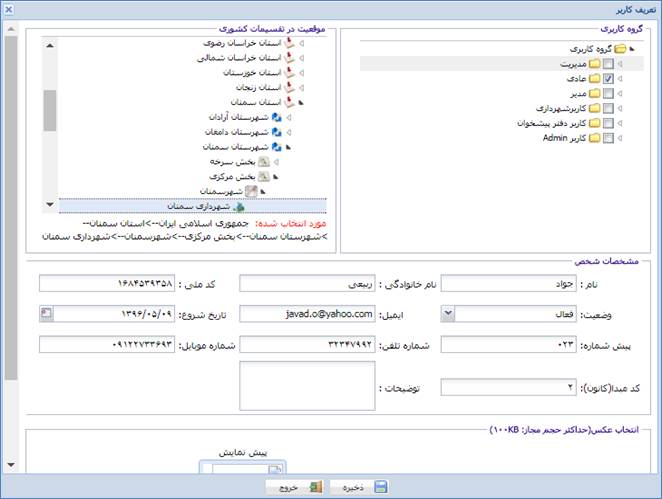 تعریف کاربر
گروه کاربری
گروه کاربری
مدیریت
عادی
مدیر
کاربرشهرداری
کاربر دفتر پیشخوان
کاربر Admin
موقعیت در تقسیمات کشوری
استان خراسان رضوی
استان خراسان شمالی
استان خوزستان
استان زنجان
استان سمنان
شهرستان آرادان
شهرستان دامغان
شهرستان سمنان
بخش سرخه
بخش مرکزی
شهرسمنان
شهرداری سمنان
مورد انتخاب شده: جمهوری اسلامی ایران-->استان سمنان--
>شهرستان سمنان-->بخش مرکزی-->شهرسمنان-->شهرداری سمنان
مشخصات شخص
نام : جواد نام خانوادگی : ربیعی کد ملی : ۱۶۸۴۵۳۹۳۵۸
وضعیت: فعال ایمیل: javad.o@yahoo.com تاریخ شروع: ۱۳۹۶/۰۵/۰۹
پیش شماره: ۰۲۳ شماره تلفن: ۳۲۳۴۷۹۹۲ شماره موبایل: ۰۹۱۲۲۷۳۳۶۹۳
کد مبدا(کانون): ۲ توضیحات :
انتخاب عکس(حداکثر حجم مجاز: ۱۰۰KB)
پیش نمایش
ذخیره خروج